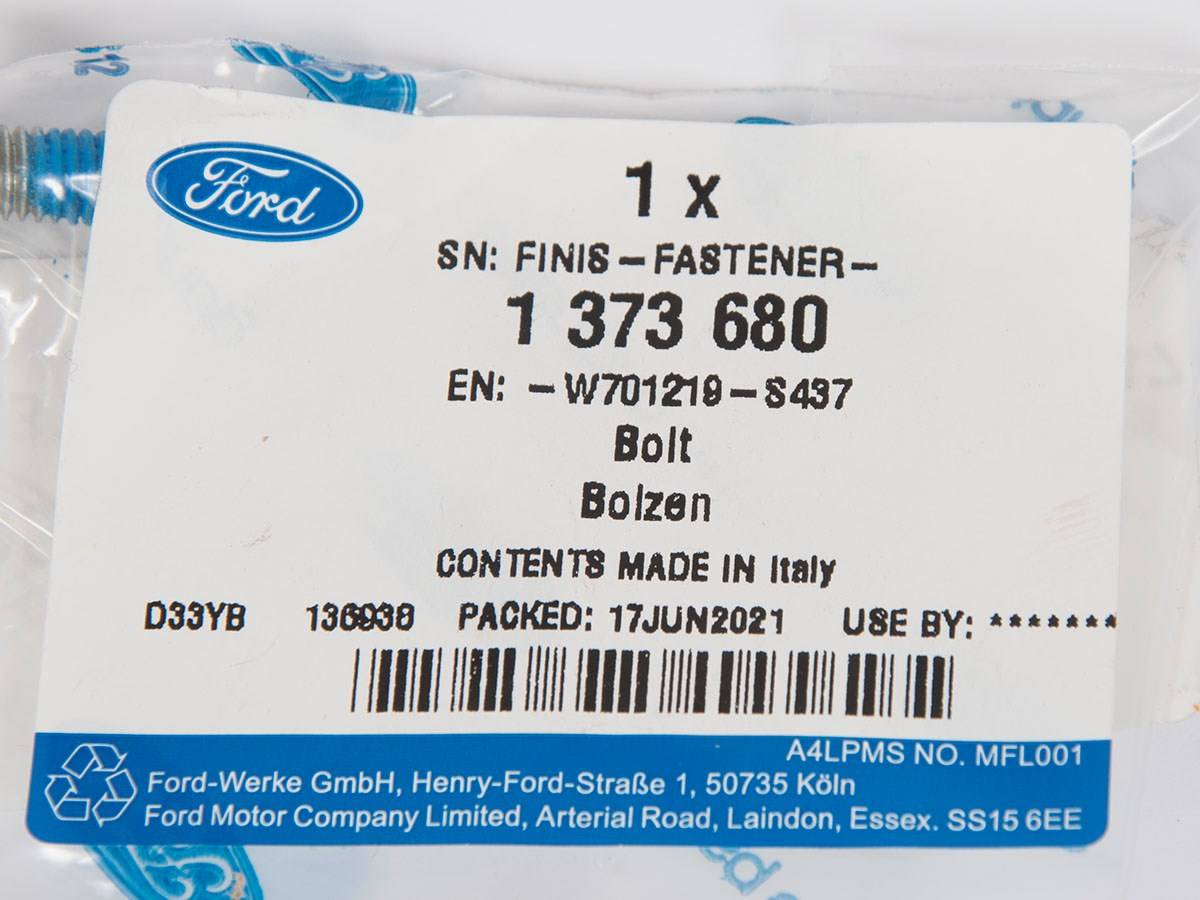 Ford
1 x
SN: FINIS-FASTENER-
1 373 680
EN: -W701219-S437
Bolt
Bolzen
CONTENTS MADE IN Italy
D33YB 136938 PACKED: 17JUN2021 USE BY: *******
A4LPMS NO. MFL001
Ford-Werke GmbH, Henry-Ford-Straße 1, 50735 Köln
Ford Motor Company Limited, Arterial Road, Laindon, Essex. SS15 6EE